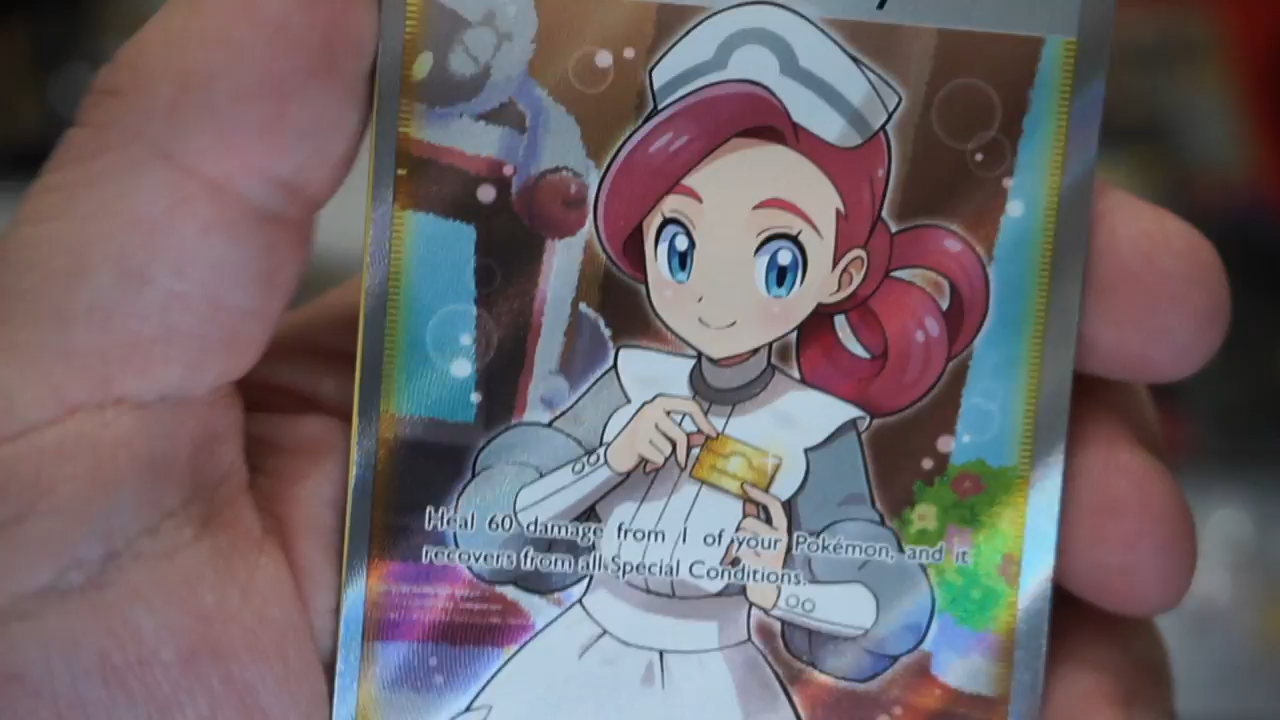 Heal 60 damage from 1 of your Pokémon, and it
recovers from all Special Conditions.